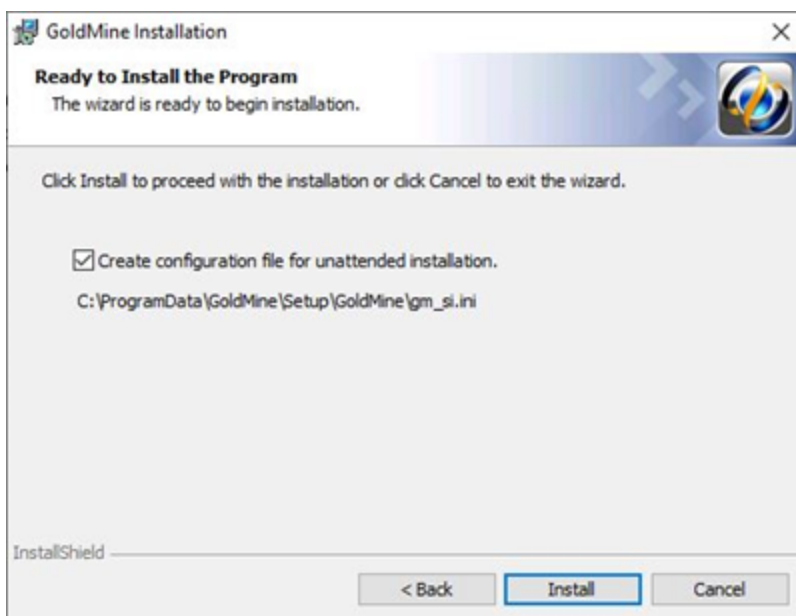 GoldMine Installation
Ready to Install the Program
The wizard is ready to begin installation.
Click Install to proceed with the installation or click Cancel to exit the wizard.
Create configuration file for unattended installation.
C:\ProgramData\GoldMine\Setup\GoldMine\gm_si.ini
InstallShield
< Back
Install
Cancel